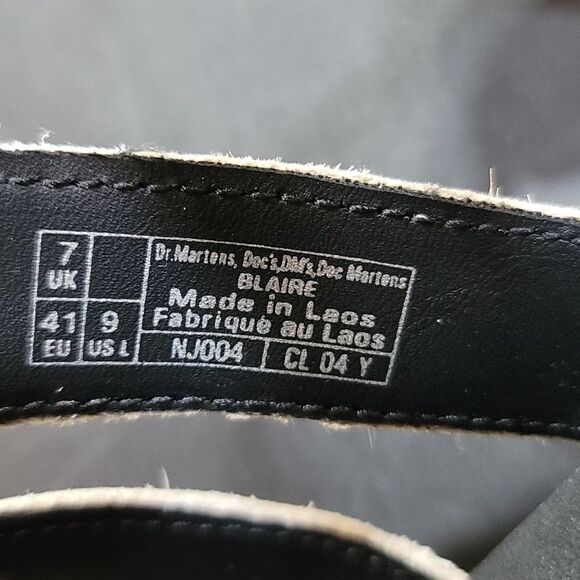 7
UK
41 9
EU US L
Dr.Martens, Doc's,DM's,Doc Martens
BLAIRE
Made in Laos
Fabriqué au Laos
NJ004 CL 04 Y